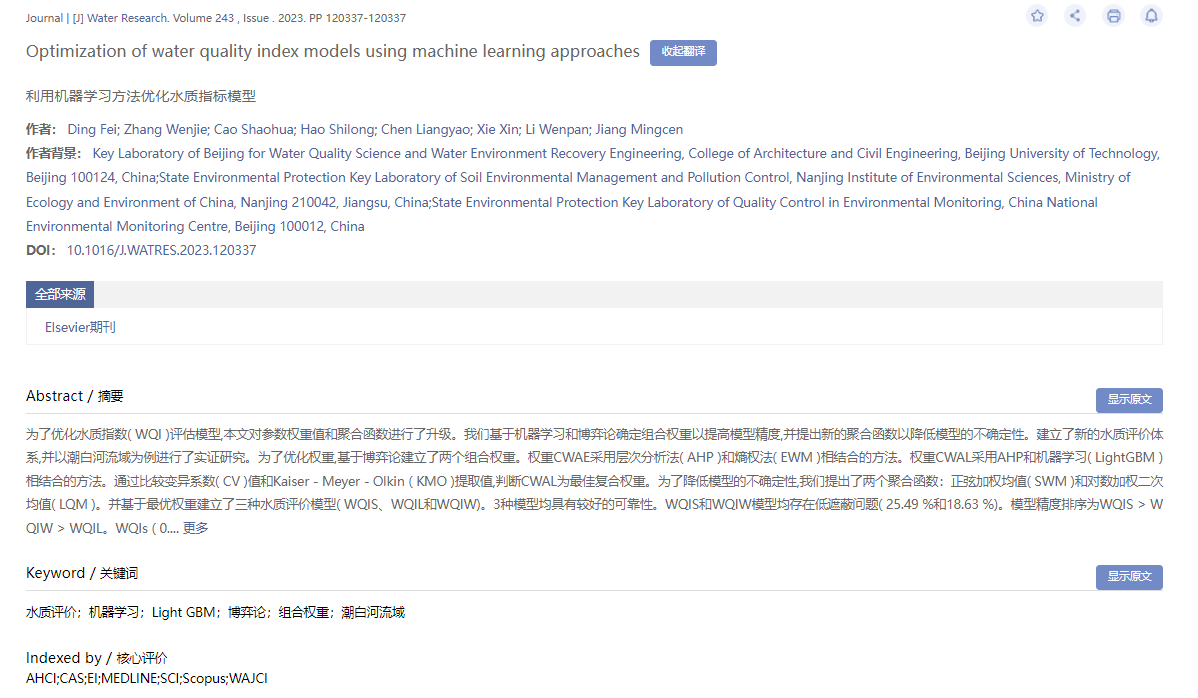 Journal | [J] Water Research. Volume 243 , Issue . 2023. PP 120337-120337
Optimization of water quality index models using machine learning approaches 收起翻译
利用机器学习方法优化水质指标模型
作者： Ding Fei; Zhang Wenjie; Cao Shaohua; Hao Shilong; Chen Liangyao; Xie Xin; Li Wenpan; Jiang Mingcen
作者背景： Key Laboratory of Beijing for Water Quality Science and Water Environment Recovery Engineering, College of Architecture and Civil Engineering, Beijing University of Technology,
Beijing 100124, China;State Environmental Protection Key Laboratory of Soil Environmental Management and Pollution Control, Nanjing Institute of Environmental Sciences, Ministry of
Ecology and Environment of China, Nanjing 210042, Jiangsu, China;State Environmental Protection Key Laboratory of Quality Control in Environmental Monitoring, China National
Environmental Monitoring Centre, Beijing 100012, China
DOI： 10.1016/J.WATRES.2023.120337
全部来源
Elsevier期刊
Abstract / 摘要
显示原文
为了优化水质指数( WQI )评估模型,本文对参数权重值和聚合函数进行了升级。我们基于机器学习和博弈论确定组合权重以提高模型精度,并提出新的聚合函数以降低模型的不确定性。建立了新的水质评价体
系,并以潮白河流域为例进行了实证研究。为了优化权重,基于博弈论建立了两个组合权重。权重CWAE采用层次分析法( AHP )和熵权法( EWM )相结合的方法。权重CWAL采用AHP和机器学习( LightGBM )
相结合的方法。通过比较变异系数( CV )值和Kaiser - Meyer - Olkin ( KMO )提取值,判断CWAL为最佳复合权重。为了降低模型的不确定性,我们提出了两个聚合函数：正弦加权均值( SWM )和对数加权二次
均值( LQM )。并基于最优权重建立了三种水质评价模型( WQIS、WQIL和WQIW)。3种模型均具有较好的可靠性。WQIS和WQIW模型均存在低遮蔽问题( 25.49 %和18.63 %)。模型精度排序为WQIS > W
QIW > WQIL。WQIs ( 0.... 更多
Keyword / 关键词
显示原文
水质评价；机器学习；Light GBM；博弈论；组合权重；潮白河流域
Indexed by / 核心评价
AHCI;CAS;EI;MEDLINE;SCI;Scopus;WAJCI